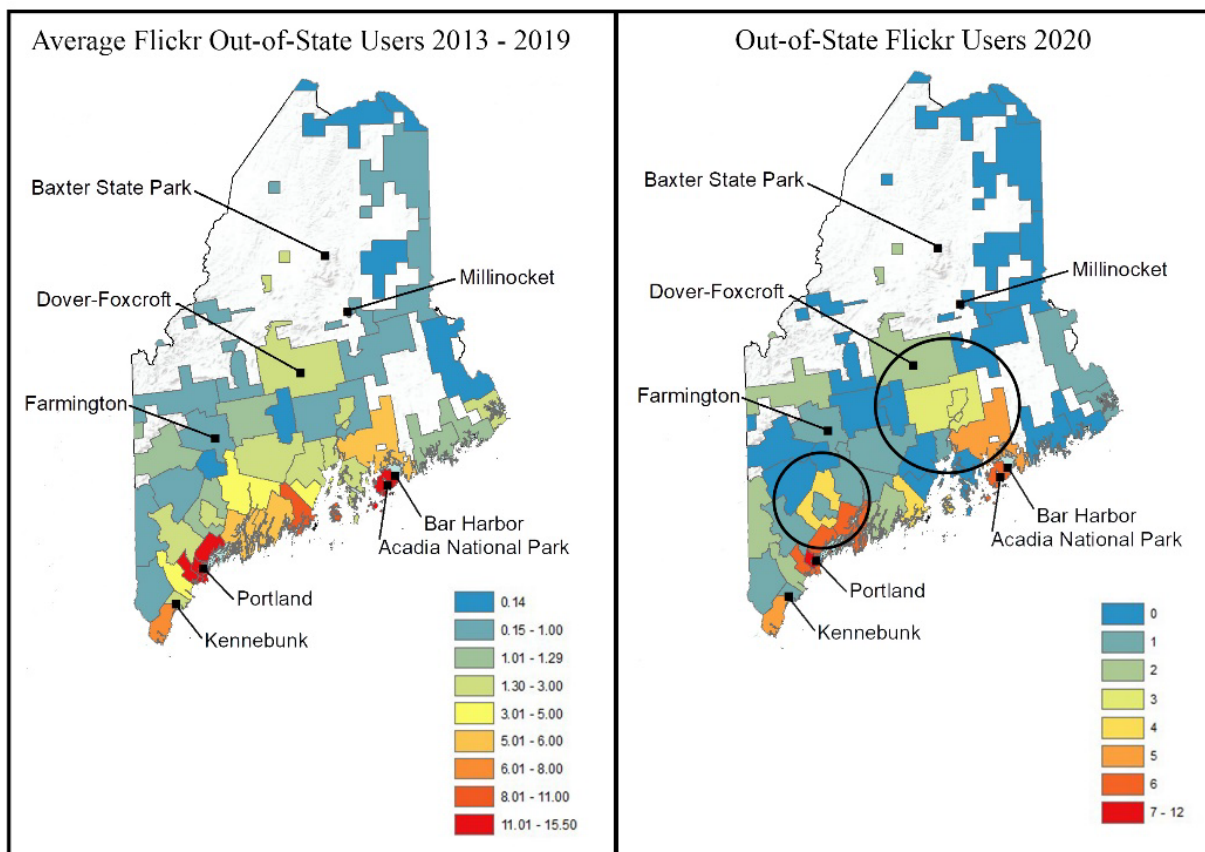 Average Flickr Out-of-State Users 2013 - 2019
Baxter State Park
Millinocket
Dover-Foxcroft
Farmington
Bar Harbor
Acadia National Park
Portland
Kennebunk
0.14
0.15 - 1.00
1.01 - 1.29
1.30 - 3.00
3.01 - 5.00
5.01 - 6.00
6.01 - 8.00
8.01 - 11.00
11.01 - 15.50
Out-of-State Flickr Users 2020
Baxter State Park
Millinocket
Dover-Foxcroft
Farmington
Bar Harbor
Acadia National Park
Portland
Kennebunk
0
1
2
3
4
5
6
7 - 12